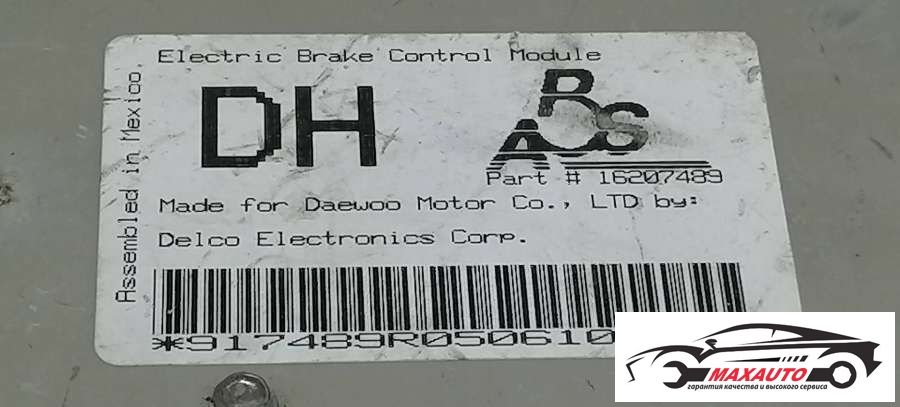 Electric Brake Control Module
DH
ABS
Part # 16207489
Made for Daewoo Motor Co., LTD by:
Delco Electronics Corp.
Assembled in Mexico.
*917489R050610
MAXAUTO
гарантия качества и высокого сервиса